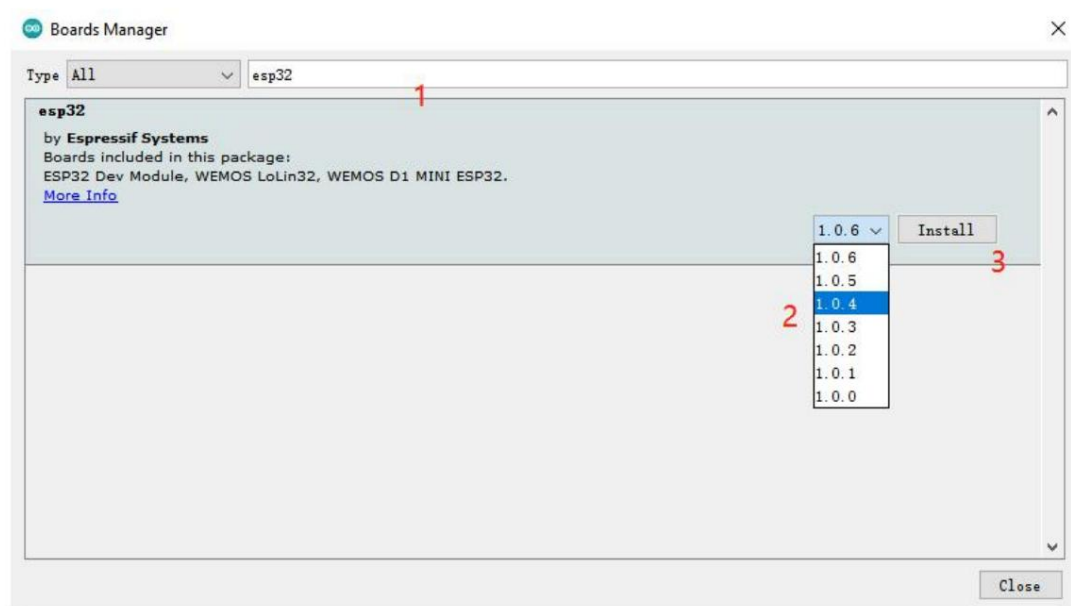 Boards Manager
Type All esp32
1
esp32
by Espressif Systems
Boards included in this package:
ESP32 Dev Module, WEMOS LoLin32, WEMOS D1 MINI ESP32.
More Info
1.0.6 Install
1.0.6
3
1.0.5
1.0.4
2
1.0.3
1.0.2
1.0.1
1.0.0
Close